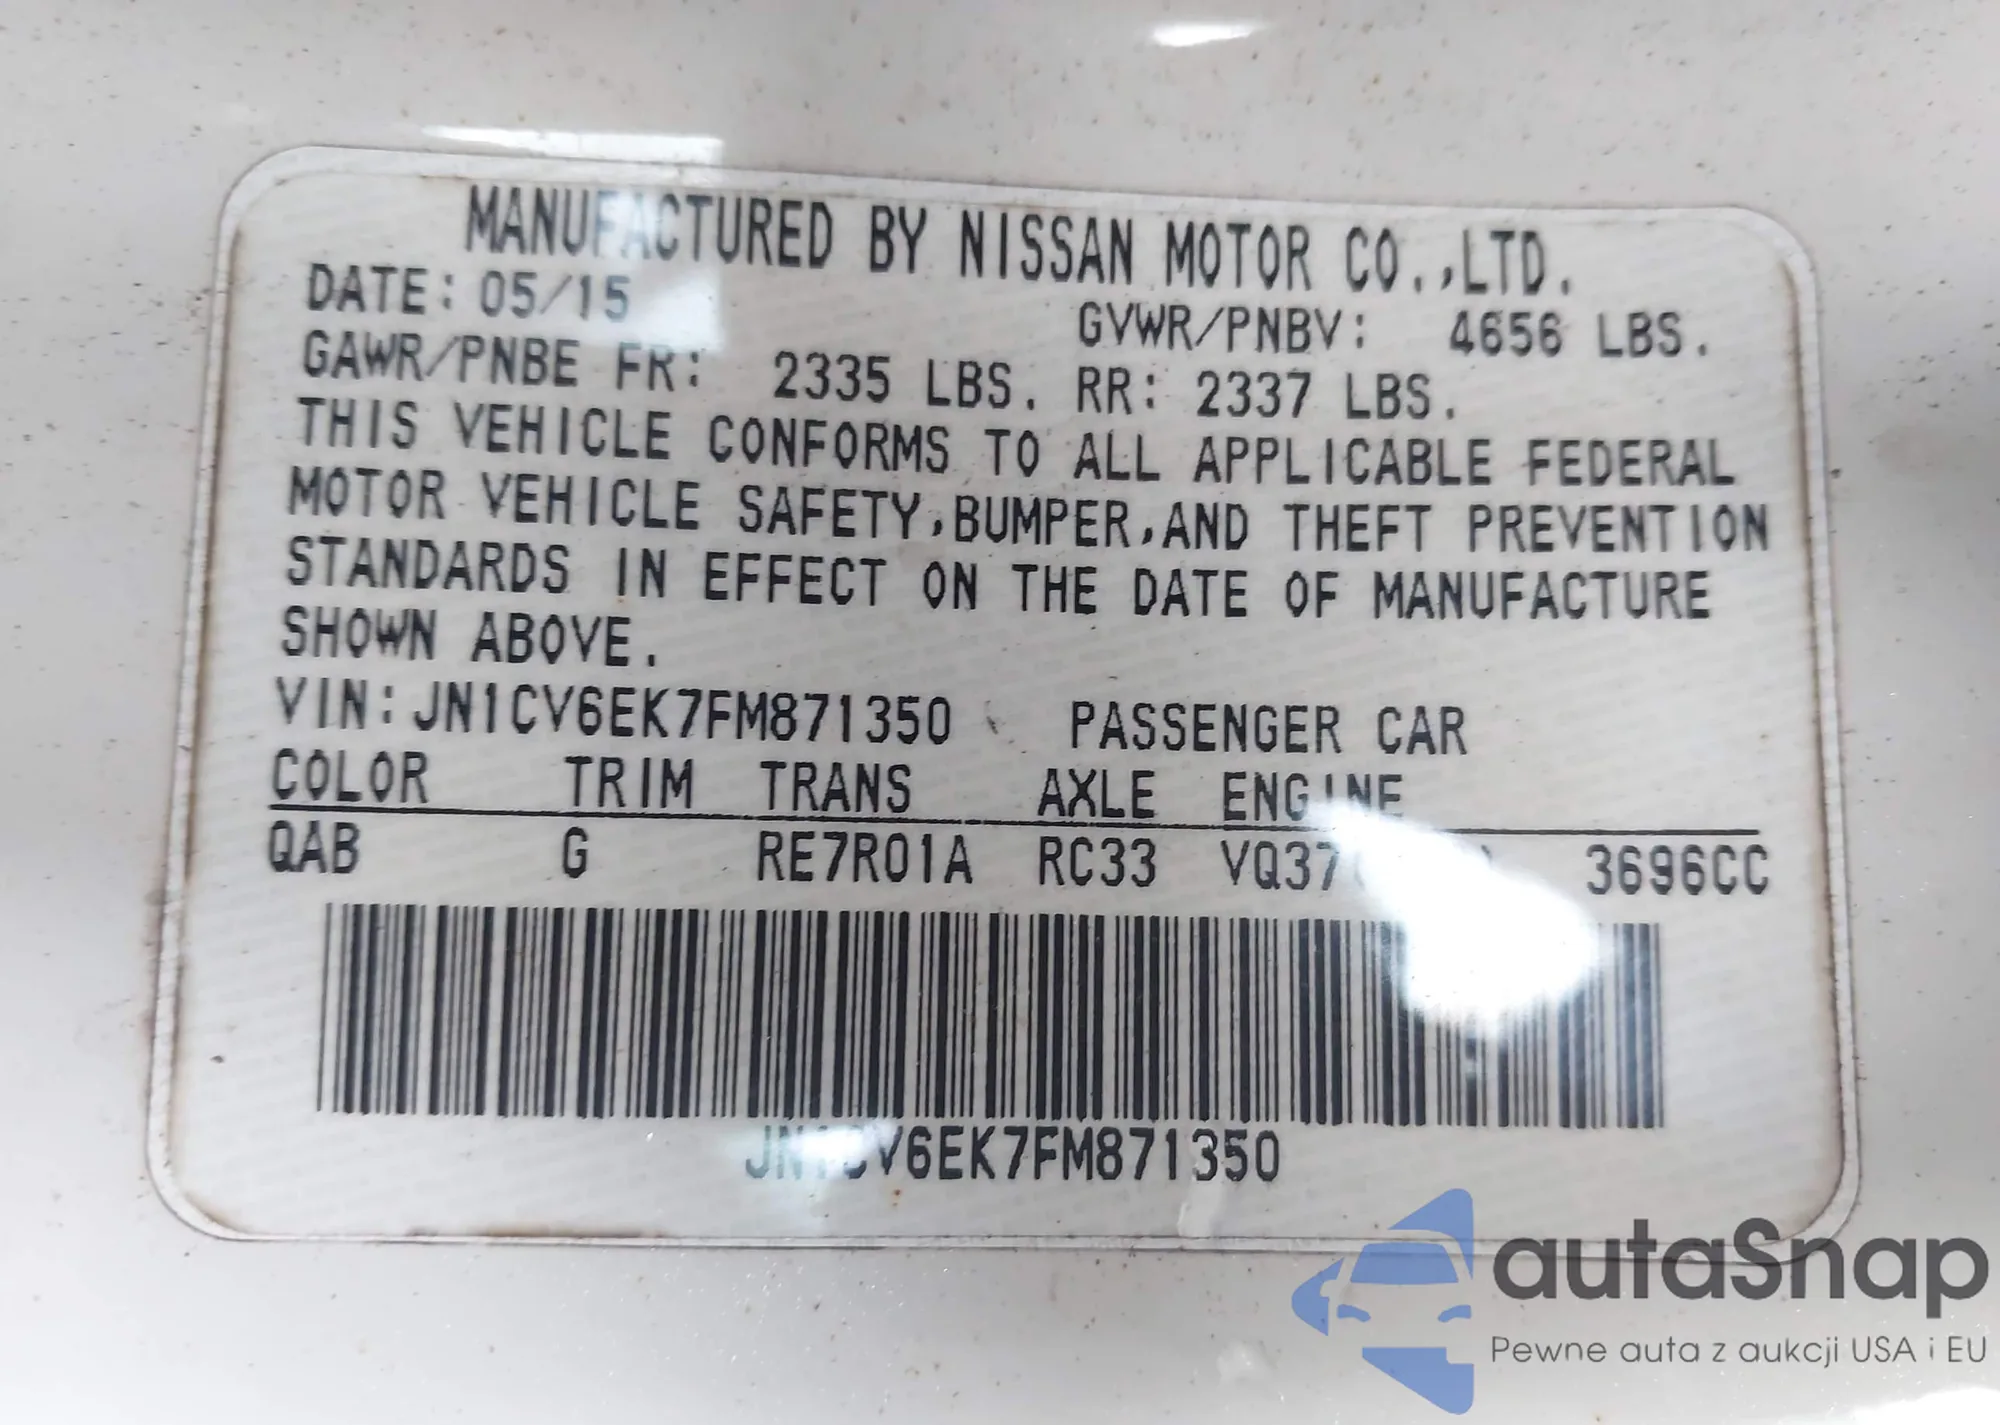 MANUFACTURED BY NISSAN MOTOR CO.,LTD.
DATE: 05/15 GVWR/PNBV: 4656 LBS.
GAWR/PNBE FR: 2335 LBS. RR: 2337 LBS.
THIS VEHICLE CONFORMS TO ALL APPLICABLE FEDERAL
MOTOR VEHICLE SAFETY,BUMPER,AND THEFT PREVENTION
STANDARDS IN EFFECT ON THE DATE OF MANUFACTURE
SHOWN ABOVE.
VIN:JN1CV6EK7FM871350 PASSENGER CAR
COLOR TRIM TRANS AXLE ENGINE
QAB G RE7R01A RC33 3696CC
JN1CV6EK7FM871350
autaSnap
Pewne auta z aukcji USA i EU